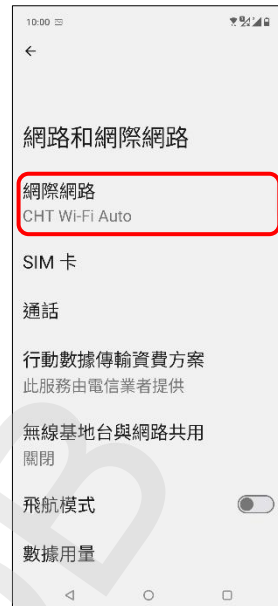 10:00
網路和網際網路
網際網路
CHT Wi-Fi Auto
SIM 卡
通話
行動數據傳輸資費方案
此服務由電信業者提供
無線基地台與網路共用
關閉
飛航模式
數據用量